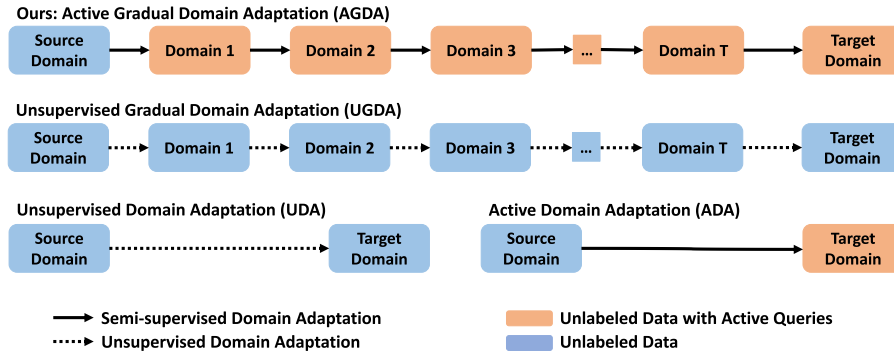 Ours: Active Gradual Domain Adaptation (AGDA)
Source Domain
Domain 1
Domain 2
Domain 3
...
Domain T
Target Domain
Unsupervised Gradual Domain Adaptation (UGDA)
Source Domain
Domain 1
Domain 2
Domain 3
...
Domain T
Target Domain
Unsupervised Domain Adaptation (UDA)
Source Domain
Target Domain
Active Domain Adaptation (ADA)
Source Domain
Target Domain
Semi-supervised Domain Adaptation
Unsupervised Domain Adaptation
Unlabeled Data with Active Queries
Unlabeled Data